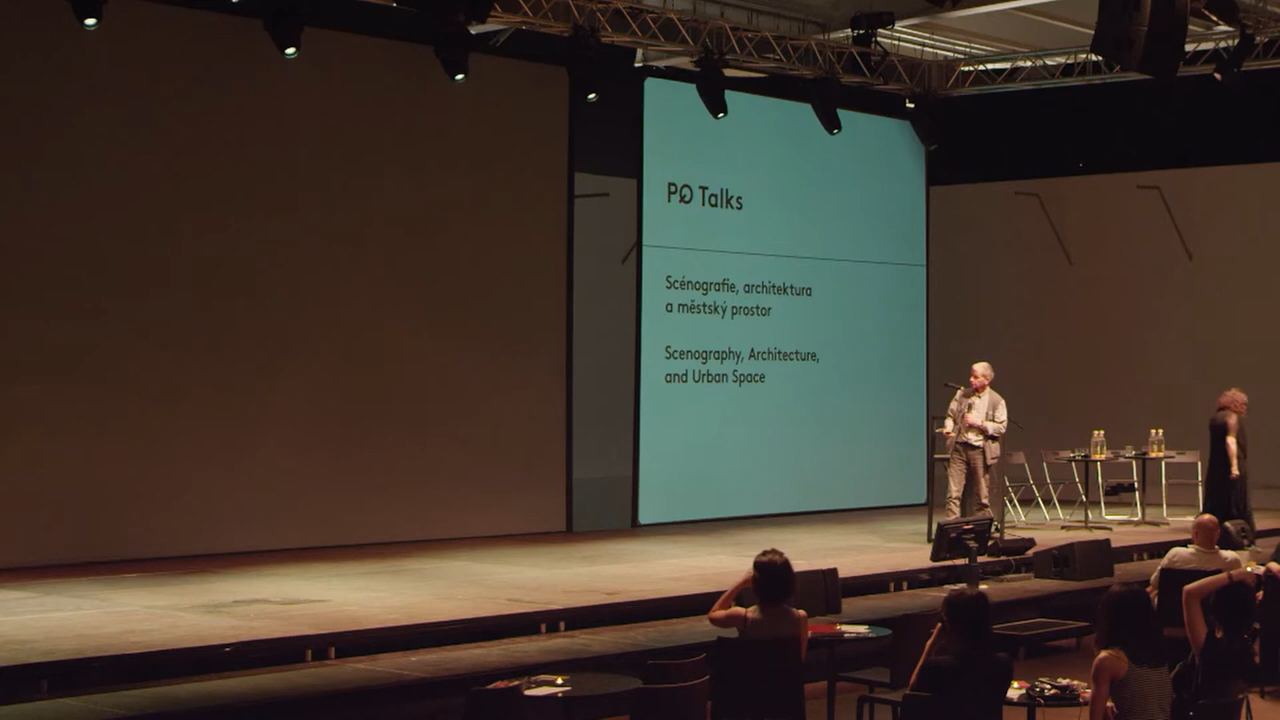 PQ Talks
Scénografie, architektura
a městský prostor
Scenography, Architecture,
and Urban Space